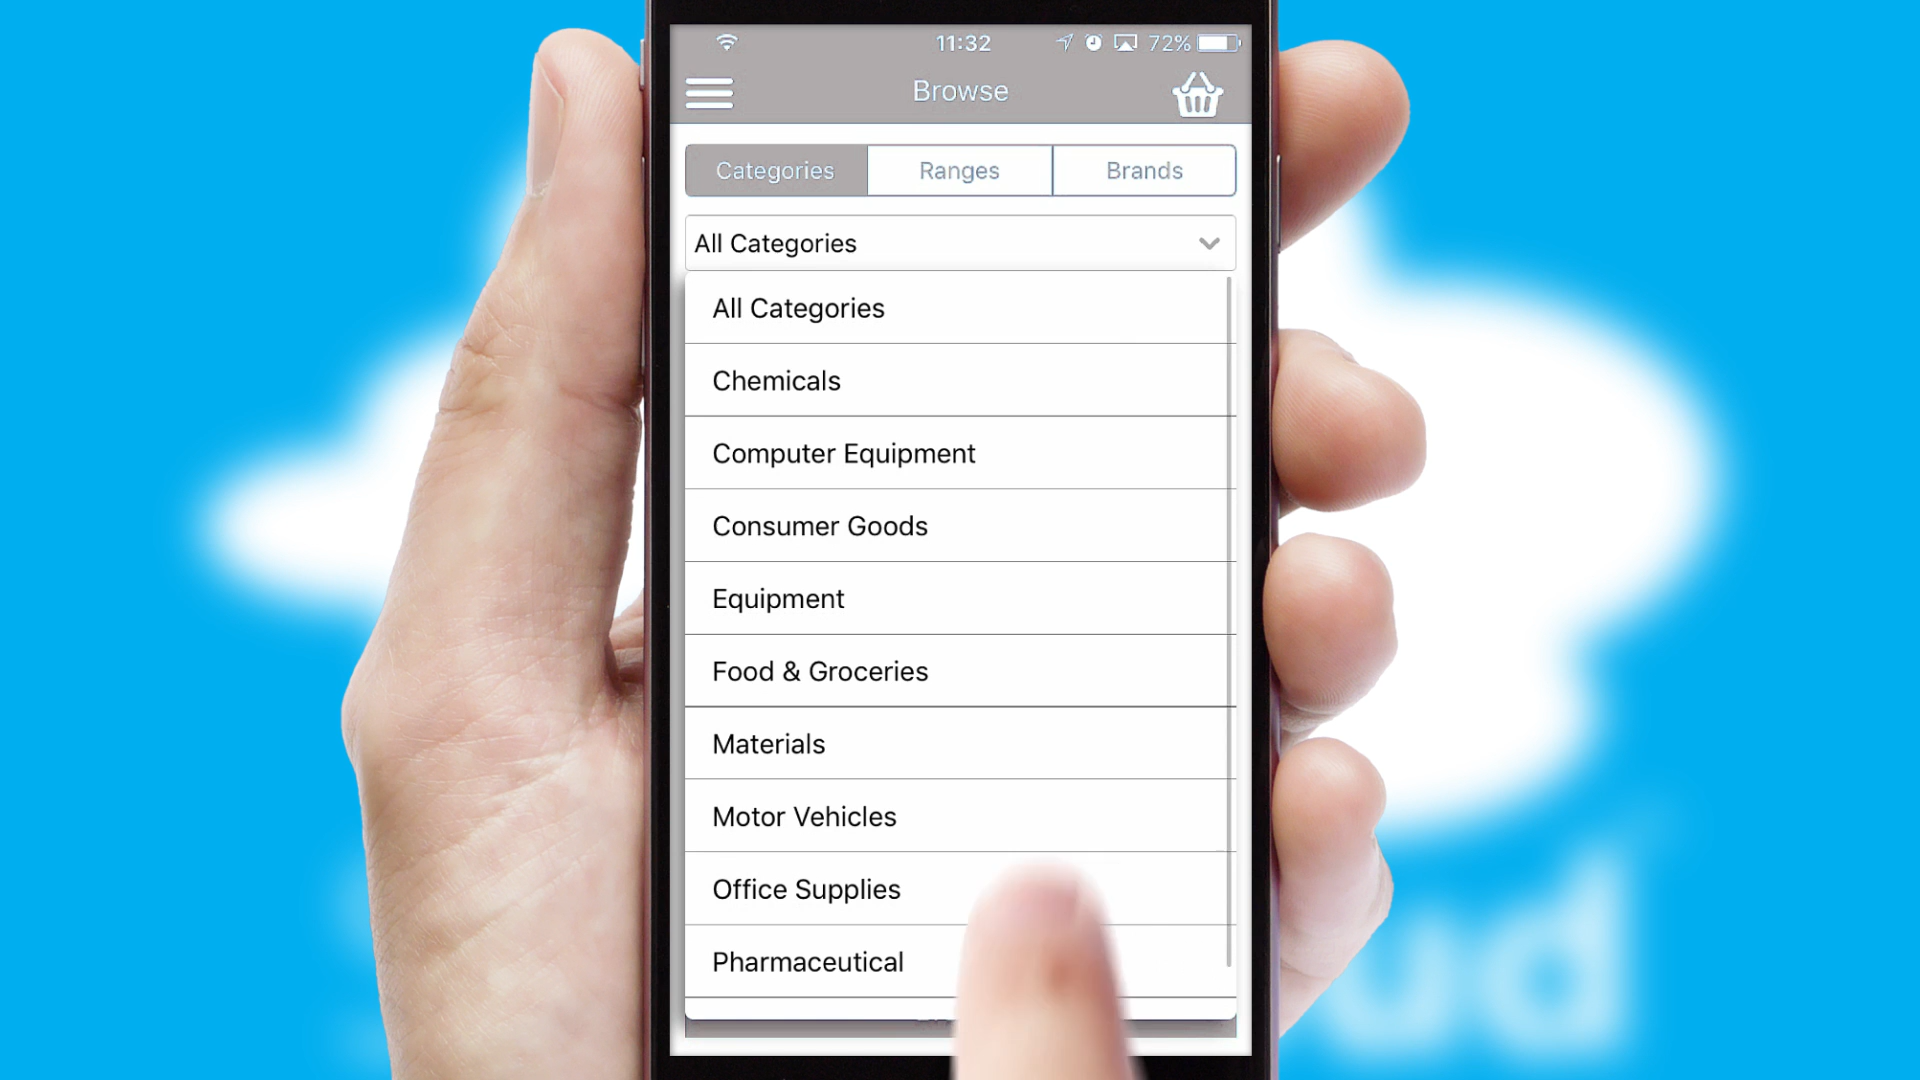 11:32
72%
Browse
Categories
Ranges
Brands
All Categories
All Categories
Chemicals
Computer Equipment
Consumer Goods
Equipment
Food & Groceries
Materials
Motor Vehicles
Office Supplies
Pharmaceutical
ud